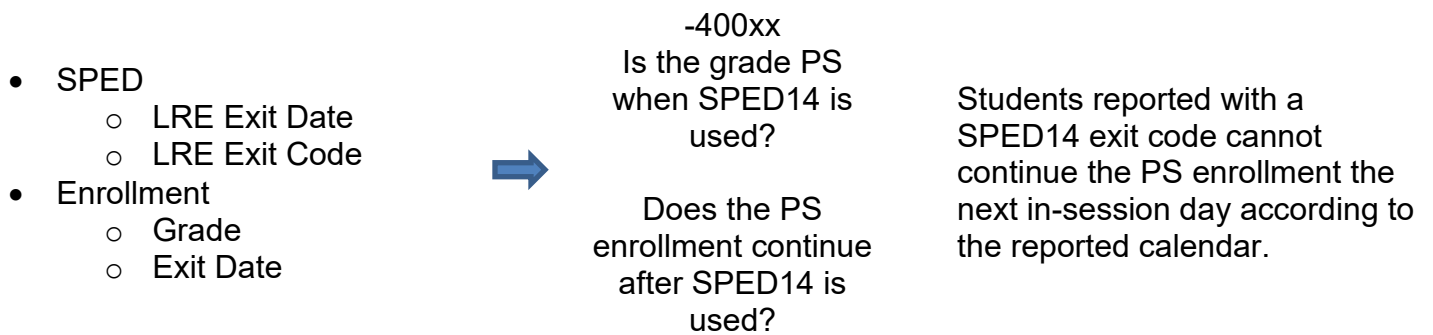 • SPED
o LRE Exit Date
o LRE Exit Code
• Enrollment
o Grade
o Exit Date
-400xx
Is the grade PS
when SPED14 is
used?
Does the PS
enrollment continue
after SPED14 is
used?
Students reported with a
SPED14 exit code cannot
continue the PS enrollment the
next in-session day according to
the reported calendar.